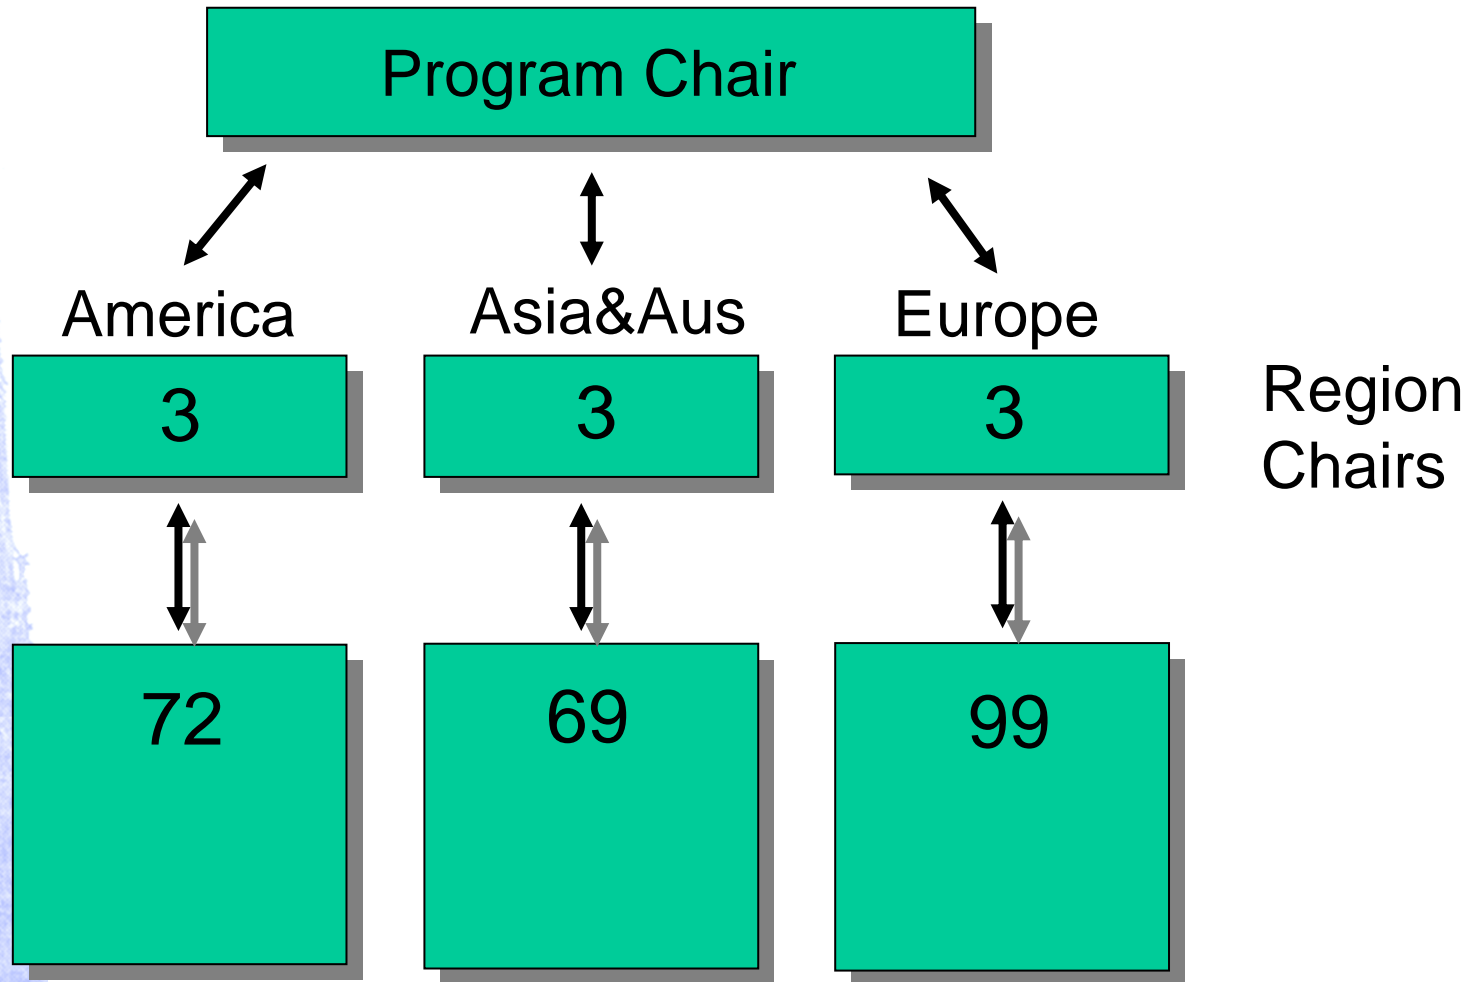 Program Chair
America
Asia&Aus
Europe
3
3
3
Region
Chairs
72
69
99